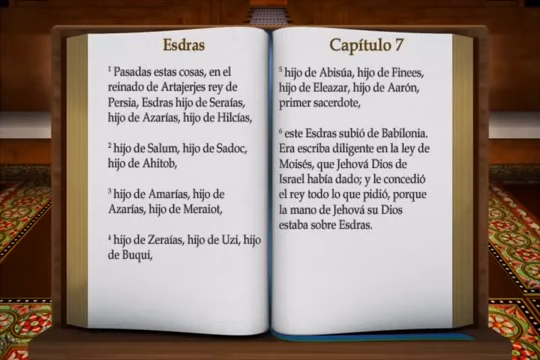 Esdras
¹ Pasadas estas cosas, en el
reinado de Artajerjes rey de
Persia, Esdras hijo de Seraías,
hijo de Azarías, hijo de Hilcías,
² hijo de Salum, hijo de Sadoc,
hijo de Ahitob,
³ hijo de Amarías, hijo de
Azarías, hijo de Meraiot,
⁴ hijo de Zeraías, hijo de Uzi, hijo
de Buqui,
Capítulo 7
⁵ hijo de Abisúa, hijo de Finees,
hijo de Eleazar, hijo de Aarón,
primer sacerdote,
⁶ este Esdras subió de Babilonia.
Era escriba diligente en la ley de
Moisés, que Jehová Dios de
Israel había dado; y le concedió
el rey todo lo que pidió, porque
la mano de Jehová su Dios
estaba sobre Esdras.